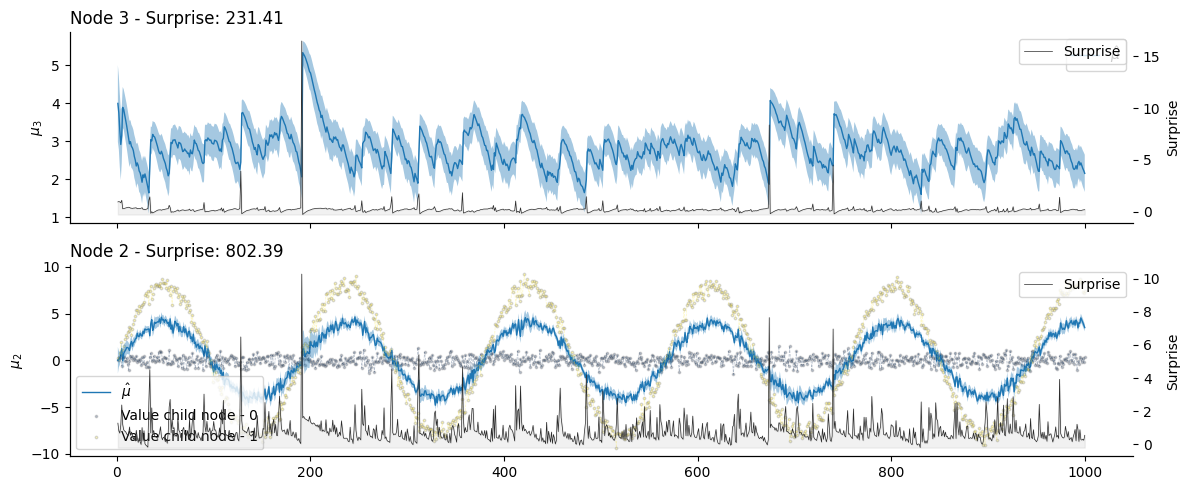 Node 3 - Surprise: 231.41
μ₃
5
4
3
2
1
Surprise
15
10
5
0
Surprise
Node 2 - Surprise: 802.39
μ₂
10
5
0
−5
−10
Surprise
μ̂
Value child node - 0
Value child node - 1
10
8
6
4
2
0
Surprise
0
200
400
600
800
1000